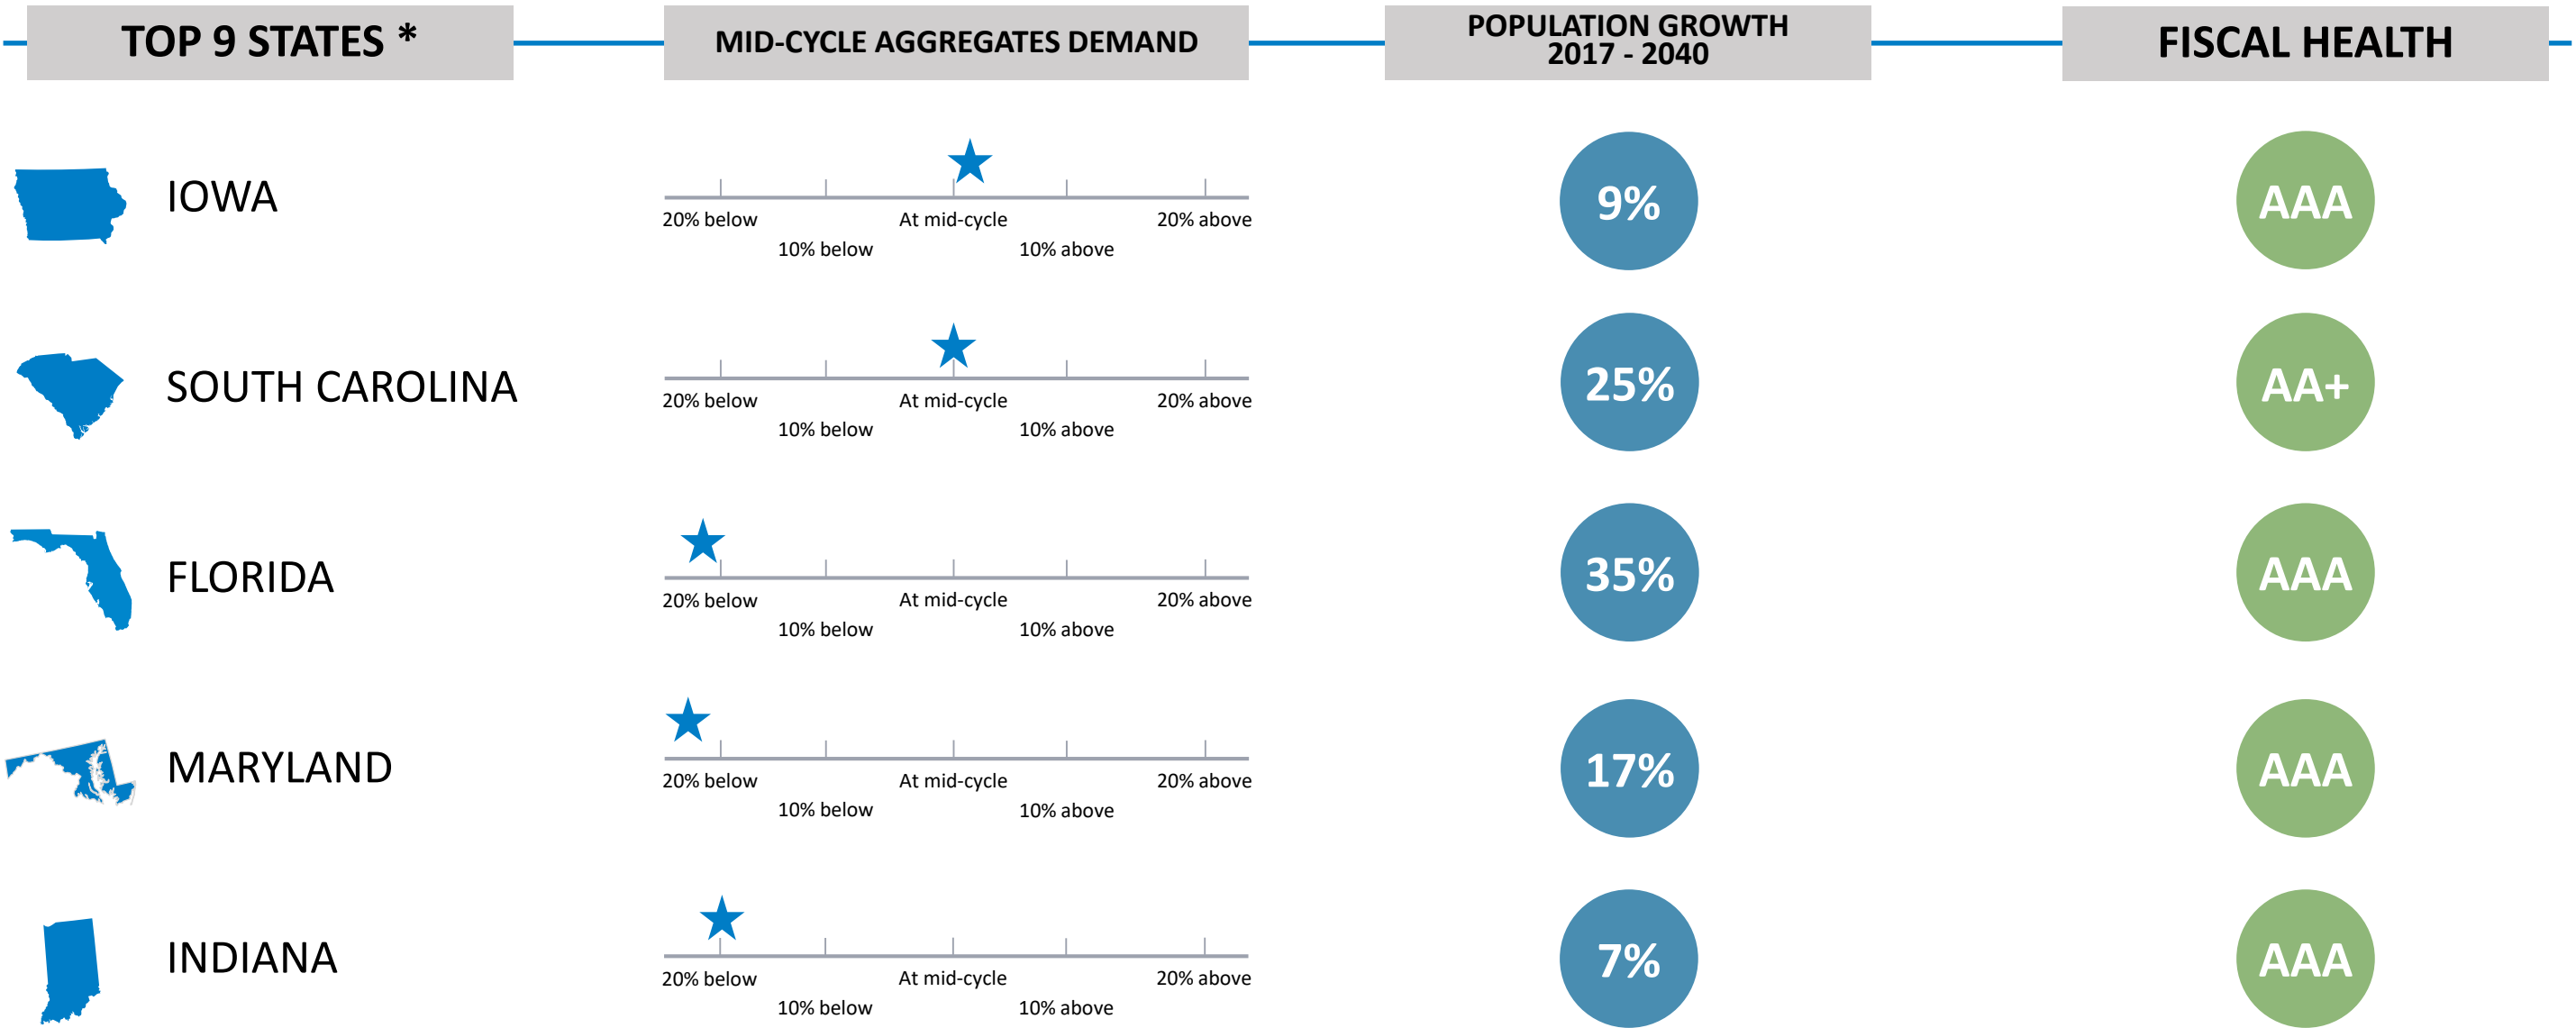 TOP 9 STATES *
MID-CYCLE AGGREGATES DEMAND
POPULATION GROWTH
2017 - 2040
FISCAL HEALTH
IOWA
20% below
At mid-cycle
20% above
10% below
10% above
9%
AAA
SOUTH CAROLINA
20% below
At mid-cycle
20% above
10% below
10% above
25%
AA+
FLORIDA
20% below
At mid-cycle
20% above
10% below
10% above
35%
AAA
MARYLAND
20% below
At mid-cycle
20% above
10% below
10% above
17%
AAA
INDIANA
20% below
At mid-cycle
20% above
10% below
10% above
7%
AAA